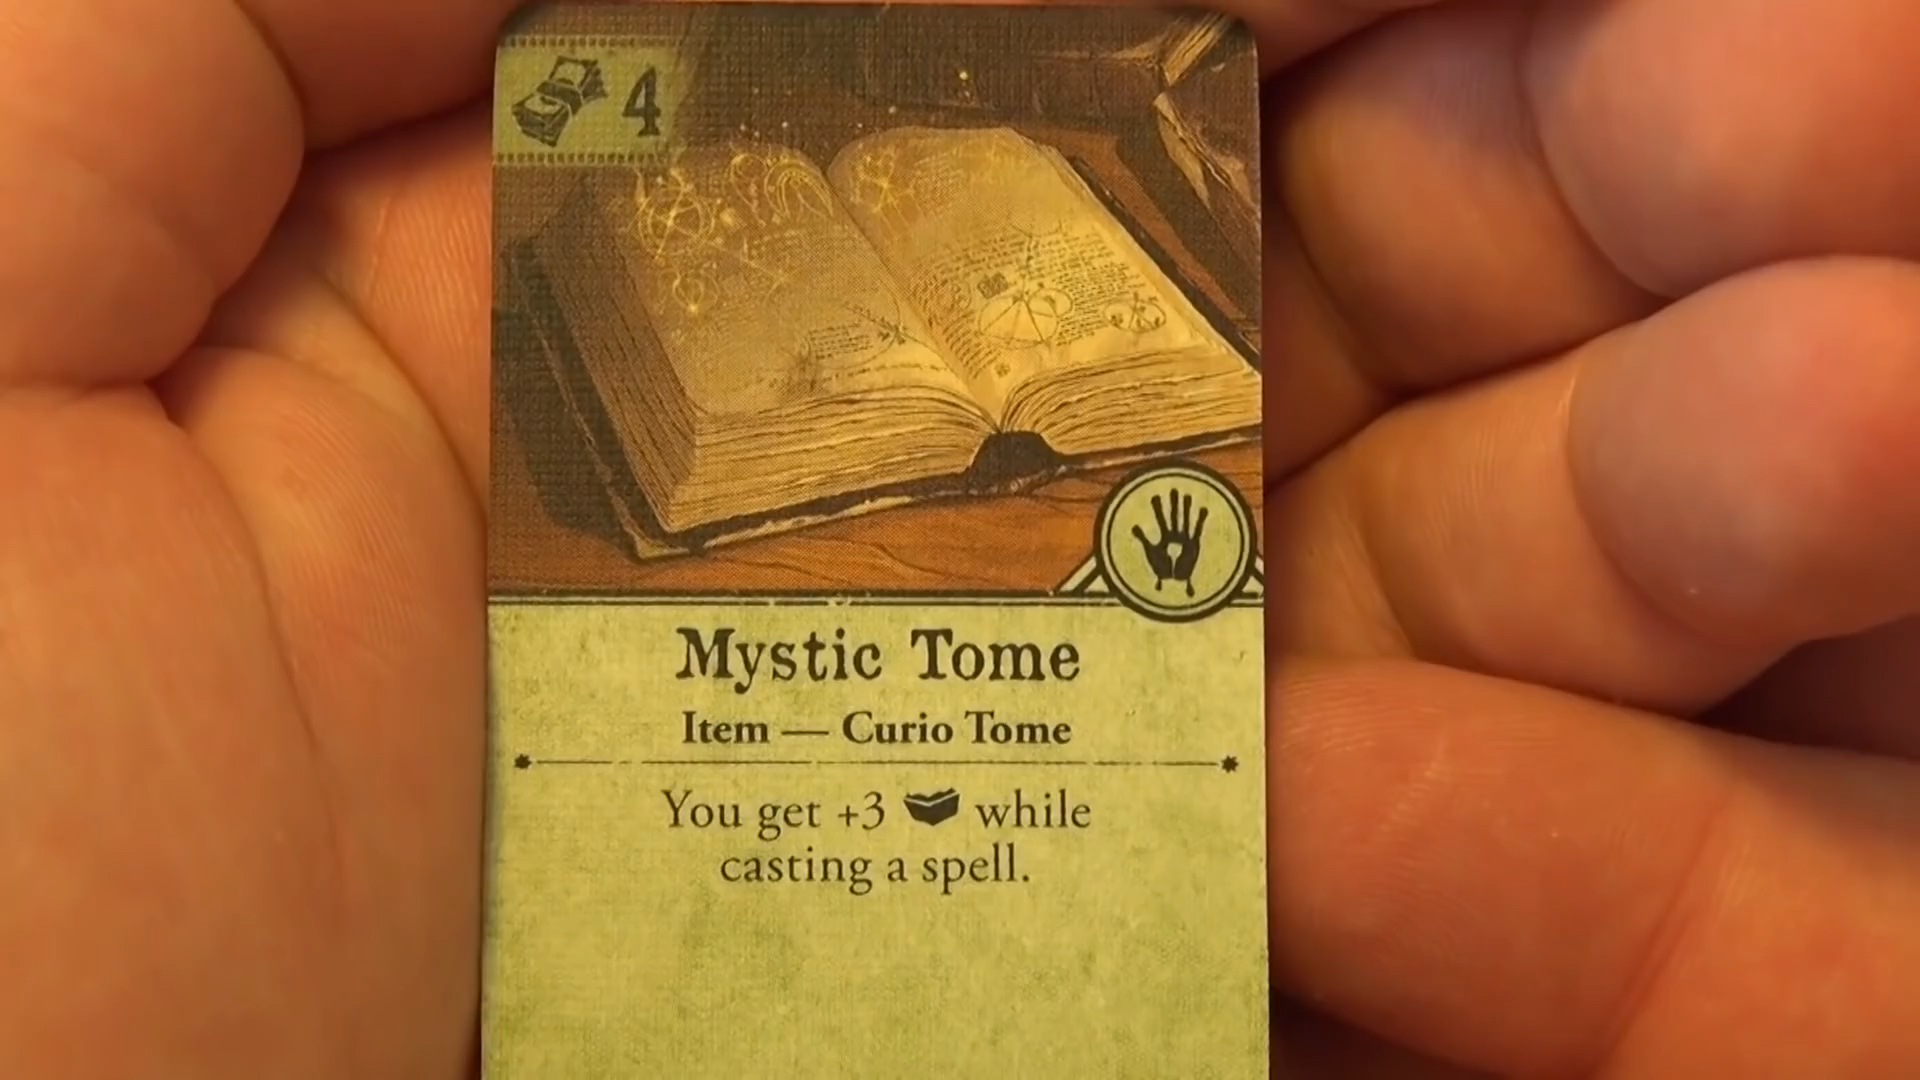 4
Mystic Tome
Item — Curio Tome
You get +3 while
casting a spell.